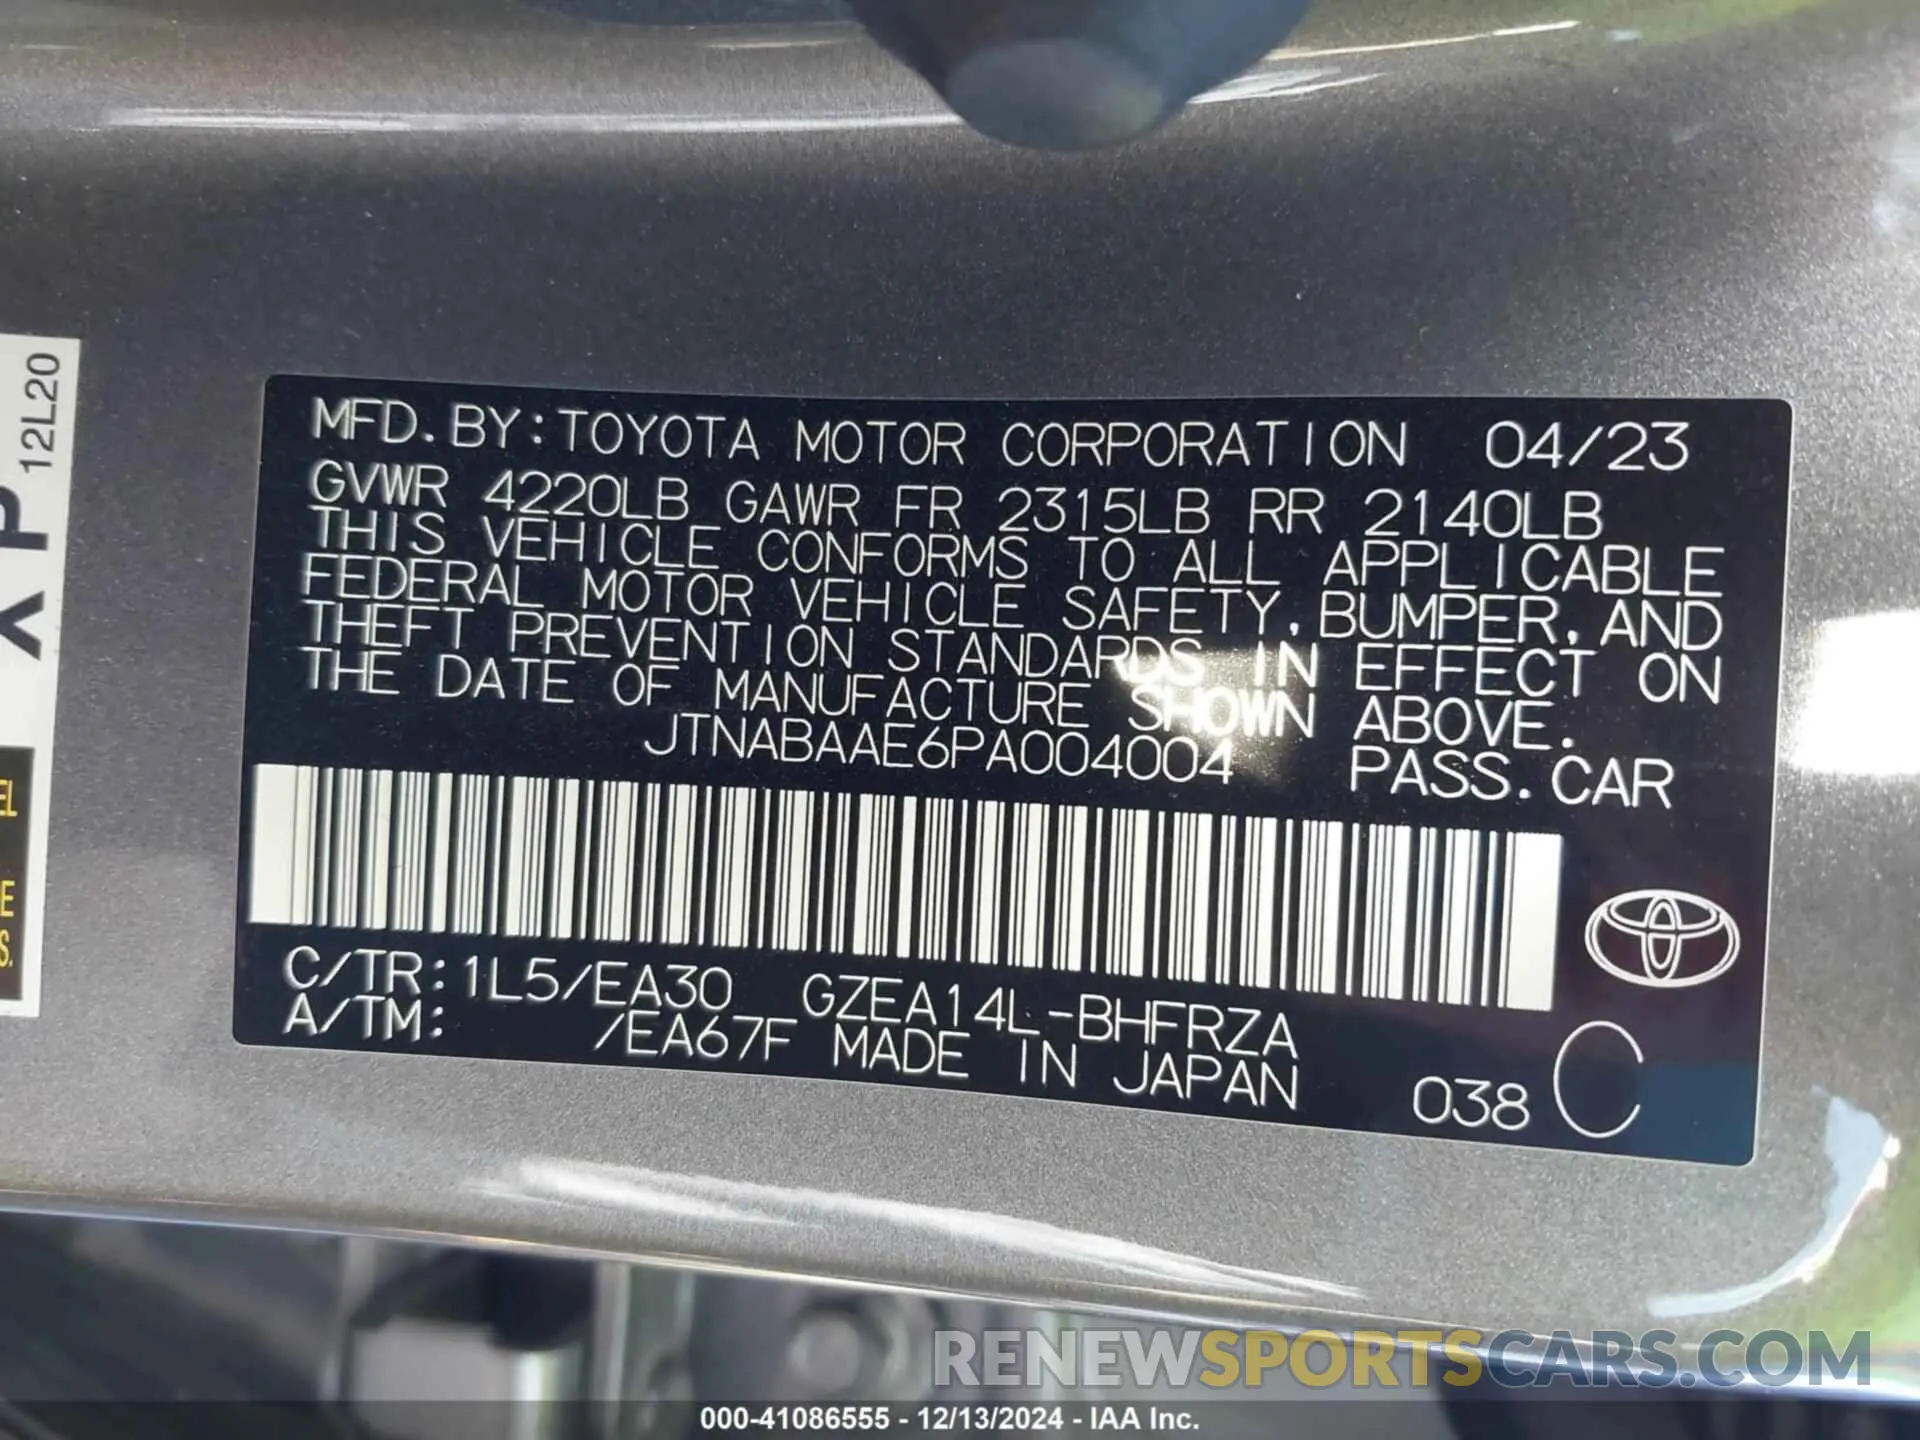 12L20
XP
EL
E
S.
MFD. BY: TOYOTA MOTOR CORPORATION 04/23
GVWR 4220LB GAWR FR 2315LB RR 2140LB
THIS VEHICLE CONFORMS TO ALL APPLICABLE
FEDERAL MOTOR VEHICLE SAFETY, BUMPER, AND
THEFT PREVENTION STANDARDS IN EFFECT ON
THE DATE OF MANUFACTURE SHOWN ABOVE.
JTNABAAE6PA004004 PASS. CAR
C/TR: 1L5/EA30 GZEA14L-BHFRZA
A/TM: /EA67F MADE IN JAPAN 038 C
RENEWSPORTSCARS.COM
000-41086555 - 12/13/2024 - IAA Inc.